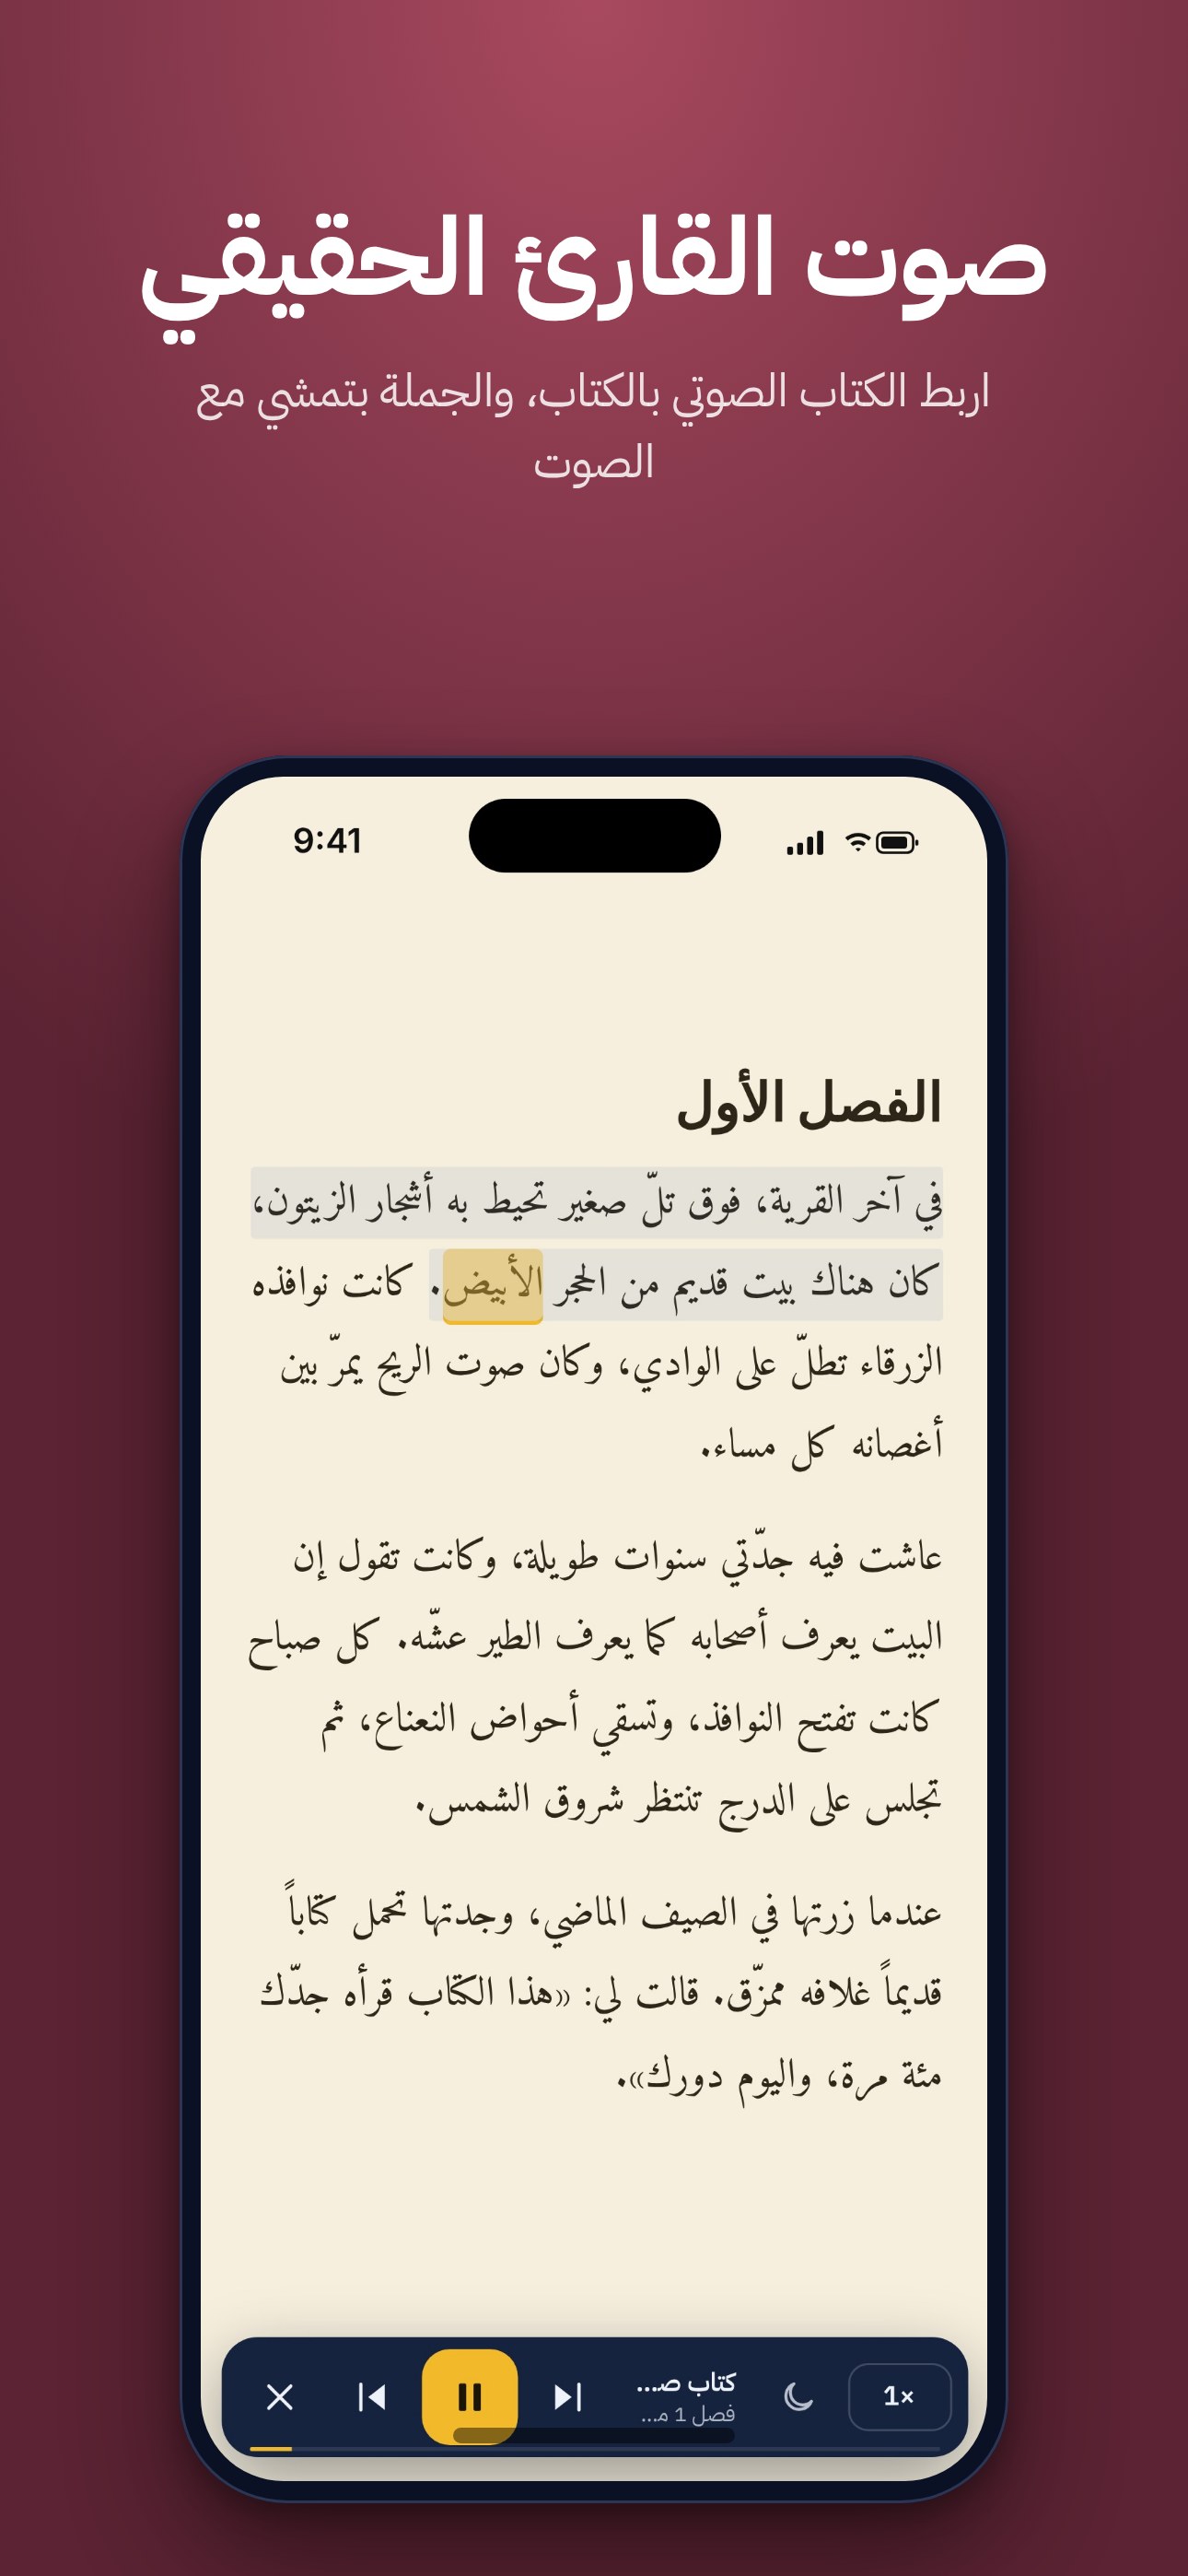 صوت القارئ الحقيقي
اربط الكتاب الصوتي بالكتاب، والجملة بتمشي مع
الصوت
9:41
الفصل الأول
في آخر القرية، فوق تلّ صغير تحيط به أشجار الزيتون،
كان هناك بيت قديم من الحجر الأبيض. كانت نوافذه
الزرقاء تطلّ على الوادي، وكان صوت الريح يمرّ بين
أغصانه كل مساء.
عاشت فيه جدّتي سنوات طويلة، وكانت تقول إن
البيت يعرف أصحابه كما يعرف الطير عشّه. كل صباح
كانت تفتح النوافذ، وتسقي أحواض النعناع، ثم
تجلس على الدرج تنتظر شروق الشمس.
عندما زرتها في الصيف الماضي، وجدتها تحمل كتاباً
قديماً غلافه ممزّق. قالت لي: «هذا الكتاب قرأه جدّك
مئة مرة، واليوم دورك».
كتاب صـ...
فصل 1 مـ...
1×